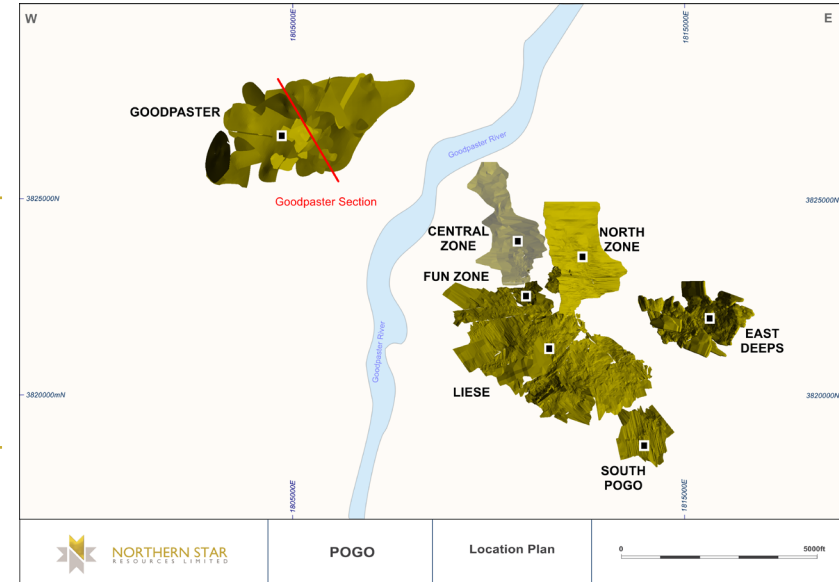 W
E
1805000E
1815000E
GOODPASTER
Goodpaster River
Goodpaster Section
3825000N
3825000N
CENTRAL
ZONE
NORTH
ZONE
FUN ZONE
EAST
DEEPS
Goodpaster River
LIESE
3820000mN
3820000N
SOUTH
POGO
1805000E
1815000E
NORTHERN STAR
RESOURCES LIMITED
POGO
Location Plan
0
5000ft